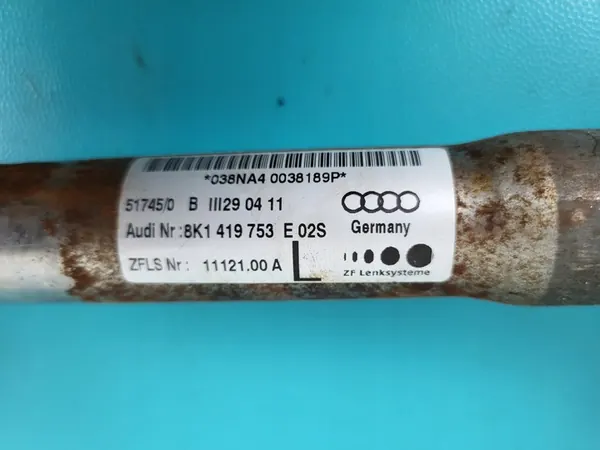 *038NA4 0038189P*
51745/0 B III29 04 11
Audi Nr:8K1 419 753 E 02S
Germany
ZFLS Nr: 11121.00 A
L
ZF Lenksysteme